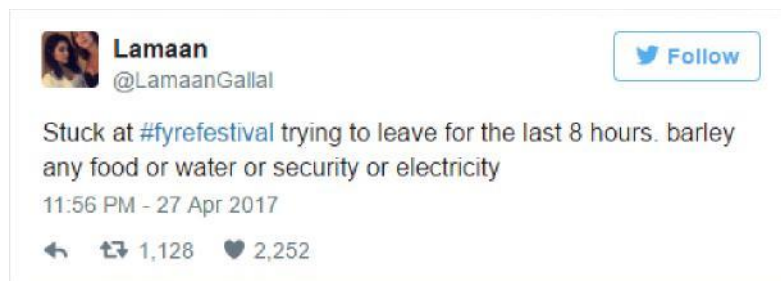 Lamaan
Follow
@LamaanGallal
Stuck at #fyrefestival trying to leave for the last 8 hours. barley
any food or water or security or electricity
11:56 PM - 27 Apr 2017
1,128 2,252